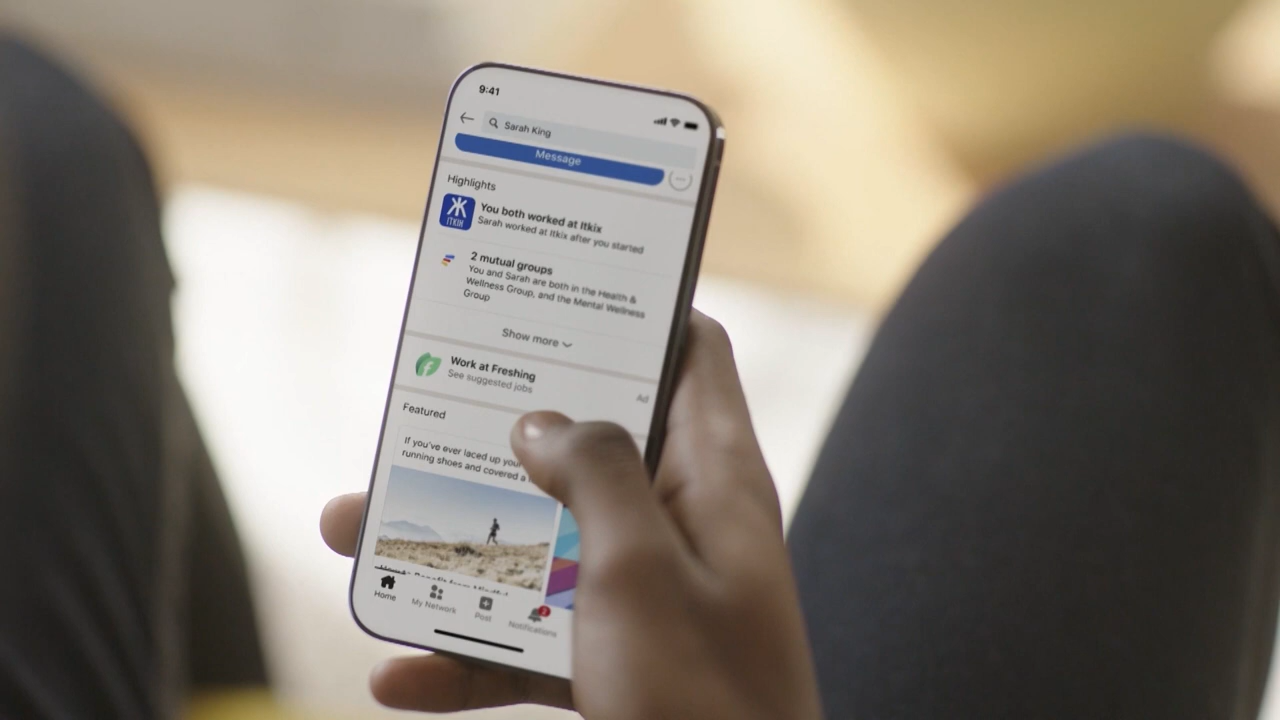 9:41
Sarah King
Message
Highlights
ITKIX
You both worked at Itkix
Sarah worked at Itkix after you started
2 mutual groups
You and Sarah are both in the Health &
Wellness Group, and the Mental Wellness
Group
Show more
Work at Freshing
See suggested jobs
Ad
Featured
If you've ever laced up your
running shoes and covered a
Home
My Network
Post
2
Notifications